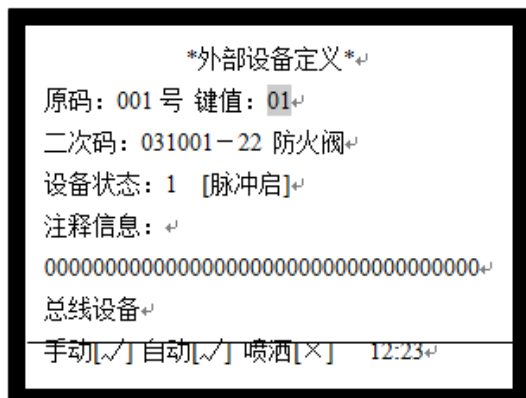 *外部设备定义*
原码：001 号 键值：01
二次码：031001－22 防火阀
设备状态：1 [脉冲启]
注释信息：
0000000000000000000000000000000000
总线设备
手动[√] 自动[√] 喷洒[×] 12:23